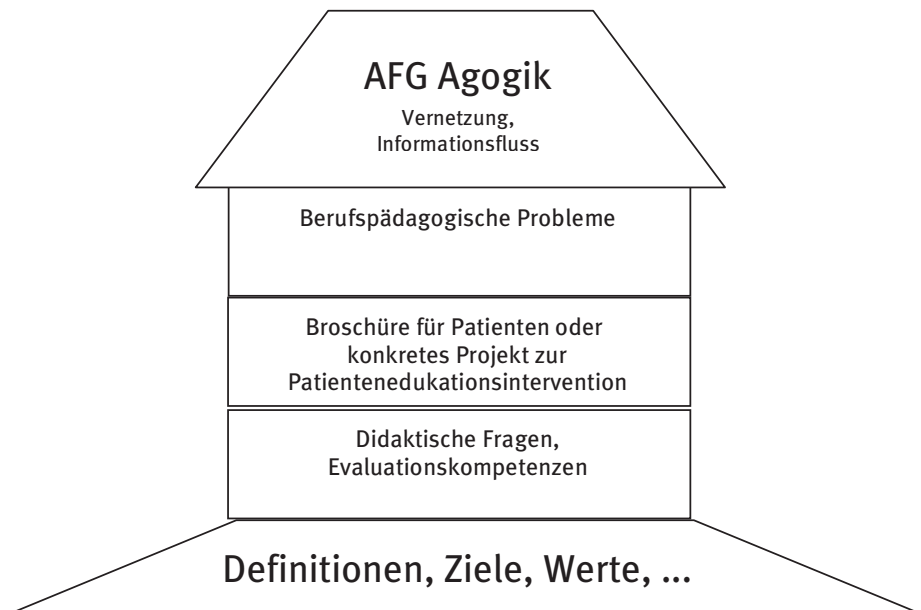 AFG Agogik
Vernetzung,
Informationsfluss
Berufspädagogische Probleme
Broschüre für Patienten oder
konkretes Projekt zur
Patientenedukationsintervention
Didaktische Fragen,
Evaluationskompetenzen
Definitionen, Ziele, Werte, ...